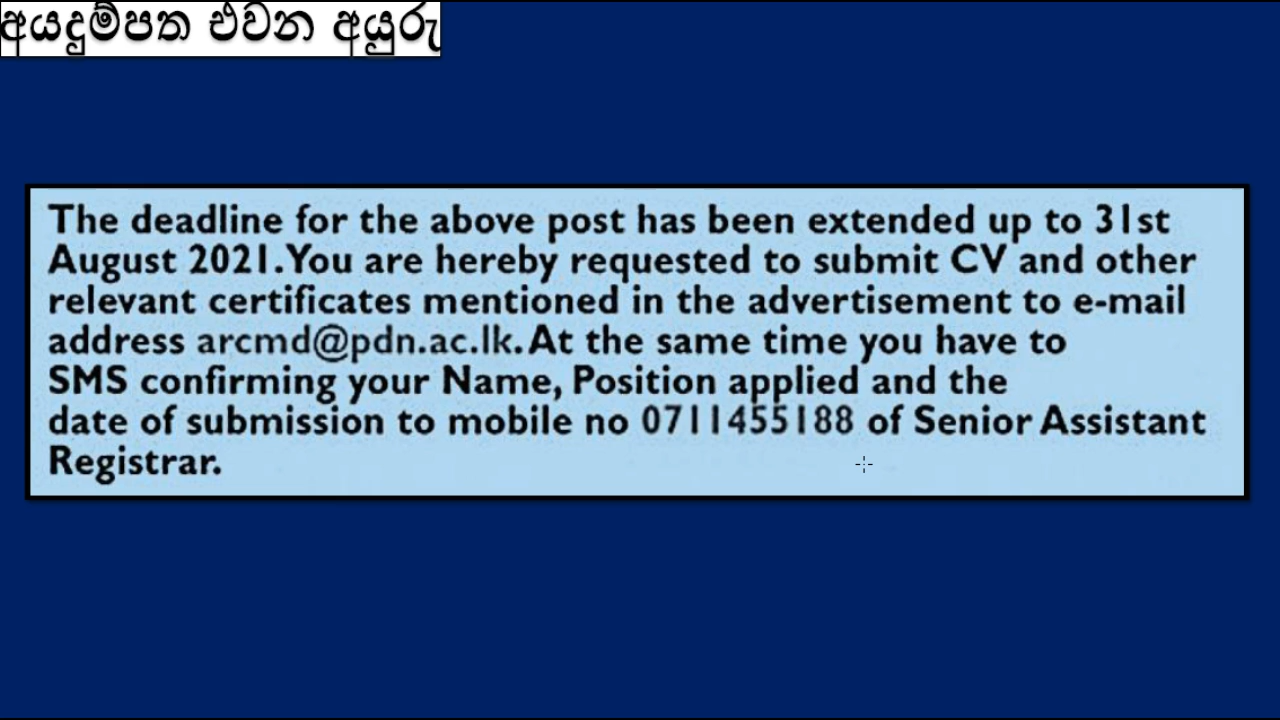 අයදුම්පත එවන අයුරු
The deadline for the above post has been extended up to 31st
August 2021.You are hereby requested to submit CV and other
relevant certificates mentioned in the advertisement to e-mail
address arcmd@pdn.ac.lk. At the same time you have to
SMS confirming your Name, Position applied and the
date of submission to mobile no 0711455188 of Senior Assistant
Registrar.